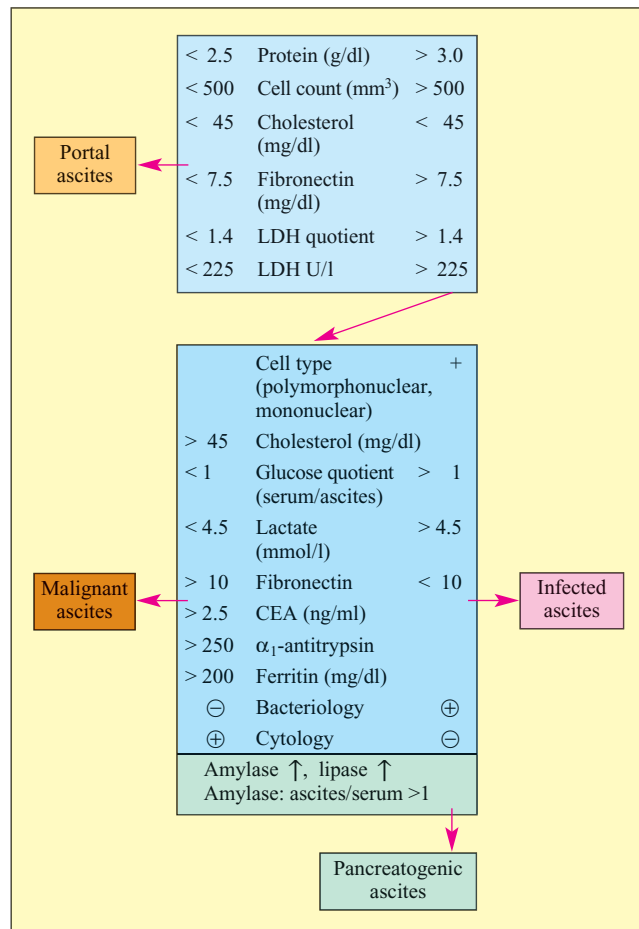 < 2.5 Protein (g/dl) > 3.0
< 500 Cell count (mm³) > 500
< 45 Cholesterol < 45
(mg/dl)
Portal
ascites
< 7.5 Fibronectin > 7.5
(mg/dl)
< 1.4 LDH quotient > 1.4
< 225 LDH U/l > 225
Cell type +
(polymorphonuclear,
mononuclear)
> 45 Cholesterol (mg/dl)
< 1 Glucose quotient > 1
(serum/ascites)
< 4.5 Lactate > 4.5
(mmol/l)
Malignant
ascites
> 10 Fibronectin < 10
Infected
ascites
> 2.5 CEA (ng/ml)
> 250 α₁-antitrypsin
> 200 Ferritin (mg/dl)
⊖ Bacteriology ⊕
⊕ Cytology ⊖
Amylase ↑, lipase ↑
Amylase: ascites/serum >1
Pancreatogenic
ascites